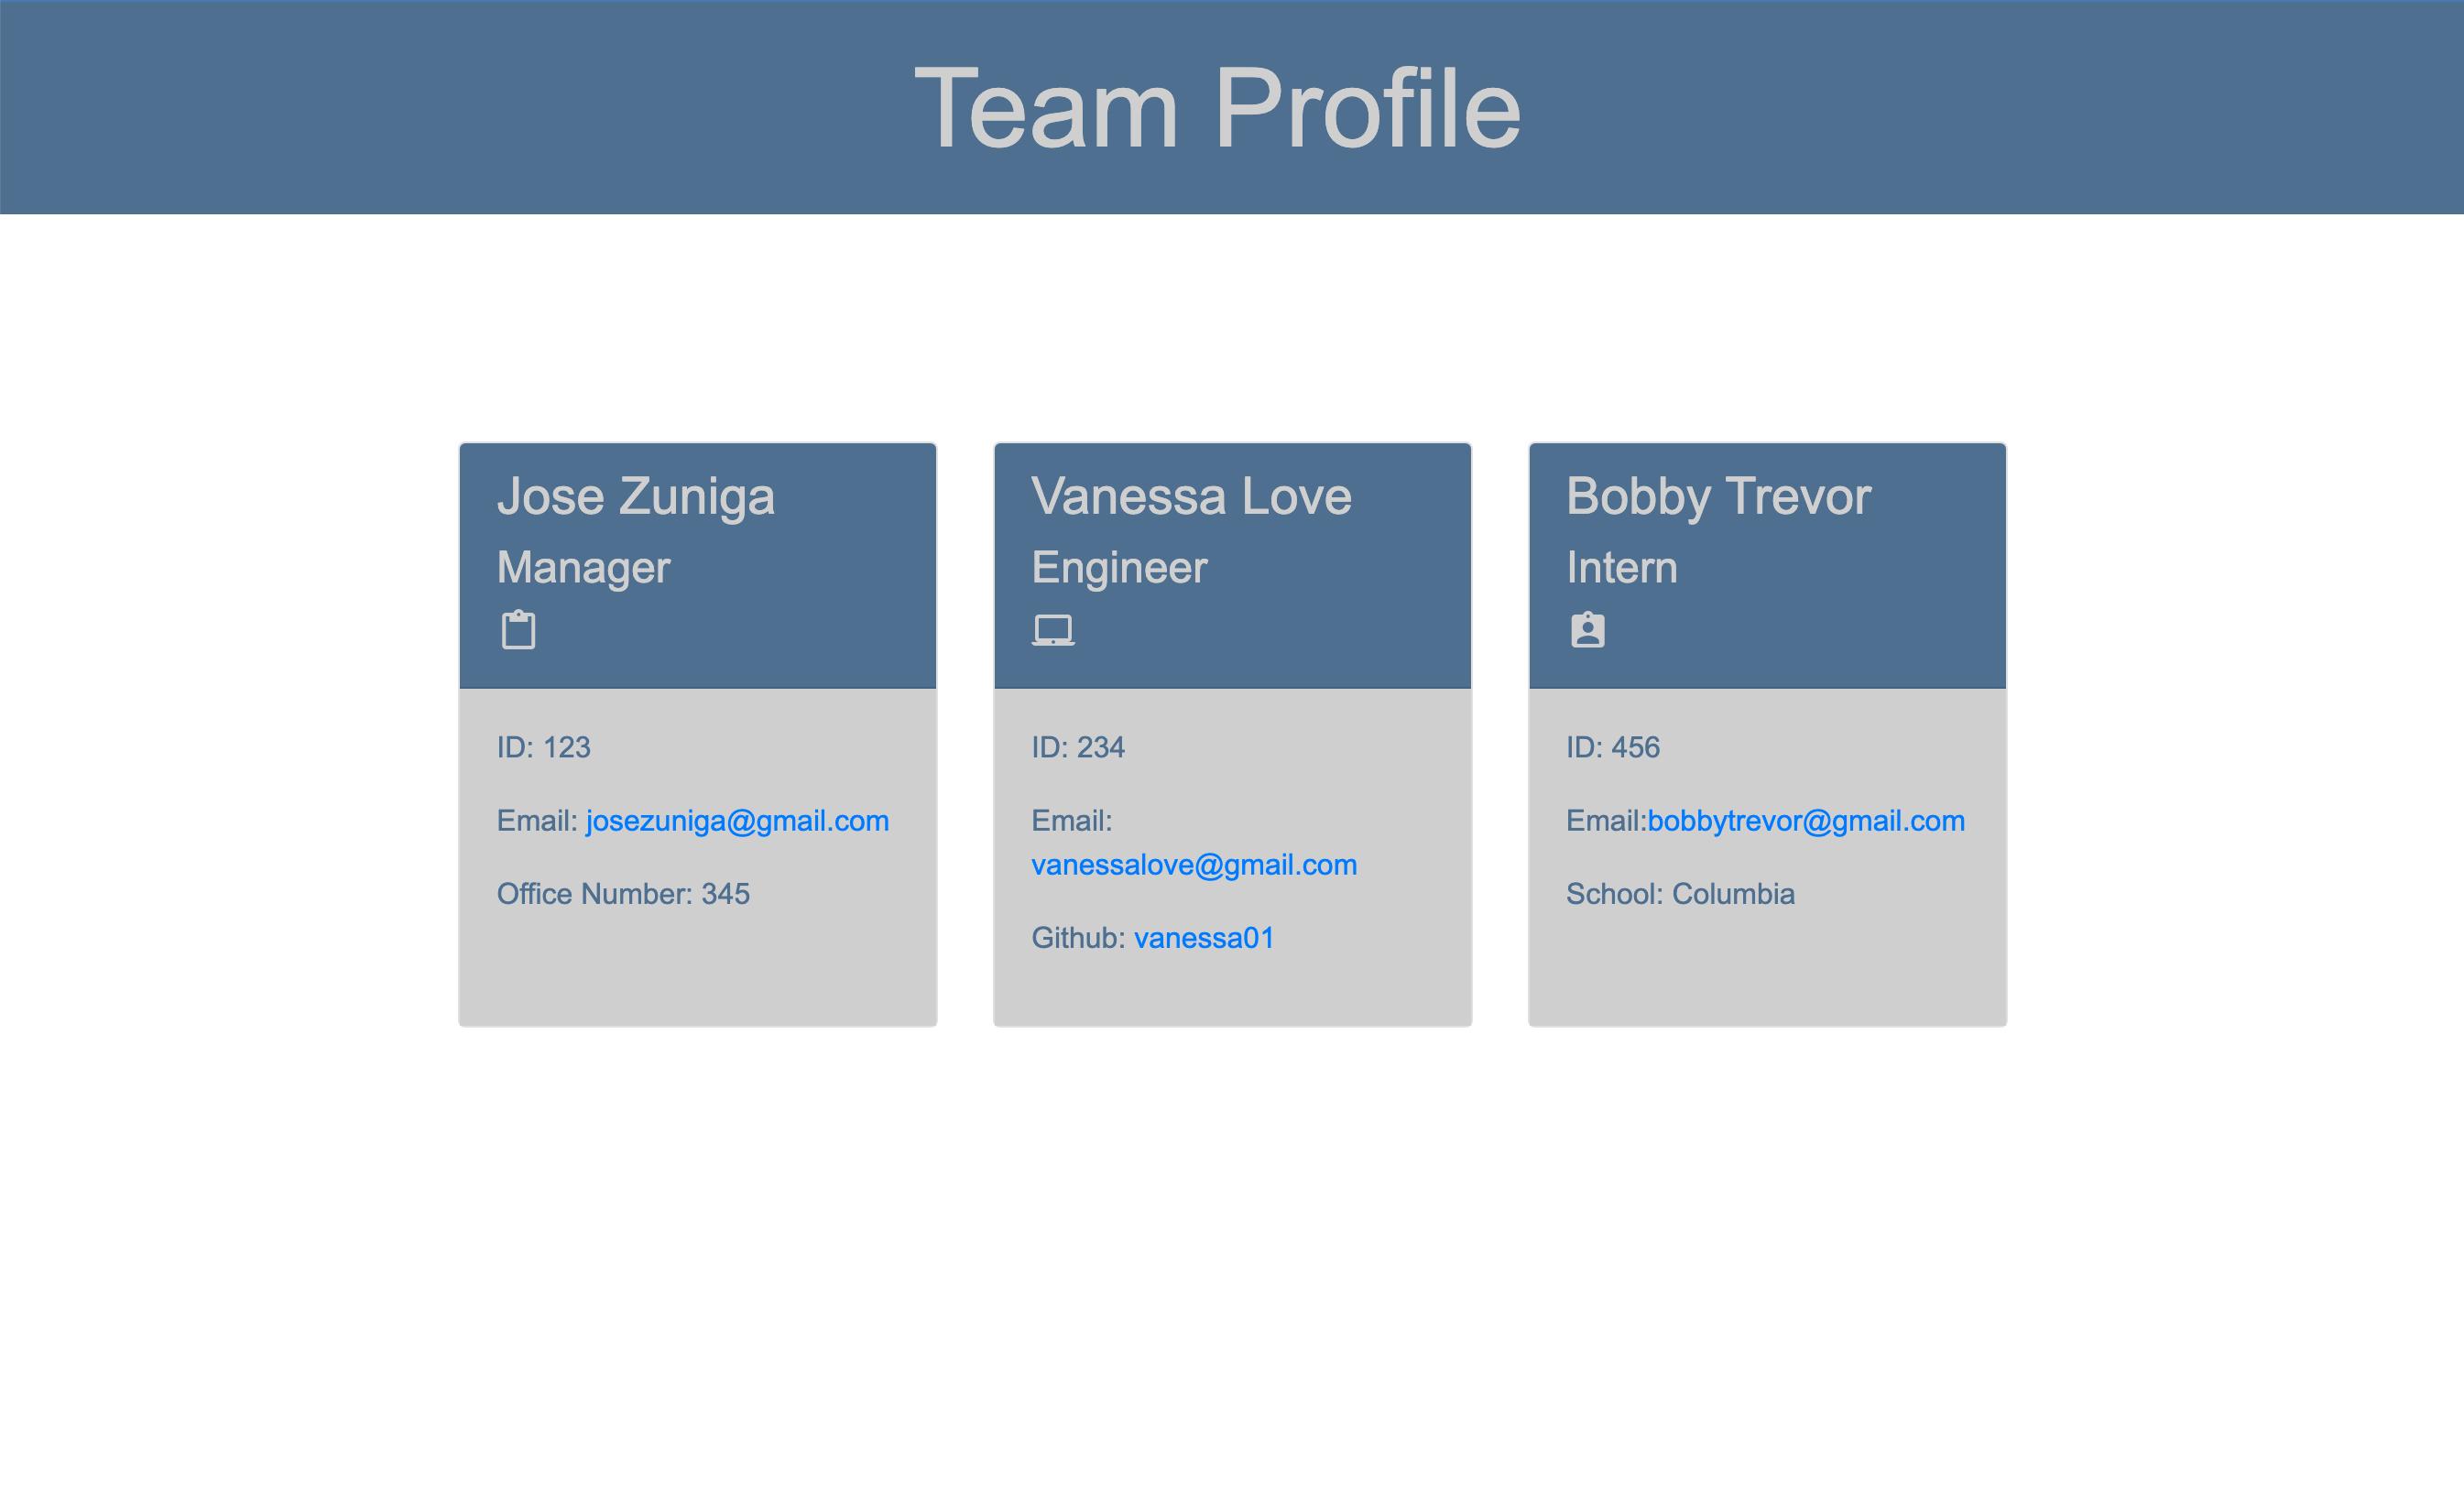 Team Profile
Jose Zuniga
Manager
ID: 123
Email: josezuniga@gmail.com
Office Number: 345
Vanessa Love
Engineer
ID: 234
Email:
vanessalove@gmail.com
Github: vanessa01
Bobby Trevor
Intern
ID: 456
Email:bobbytrevor@gmail.com
School: Columbia